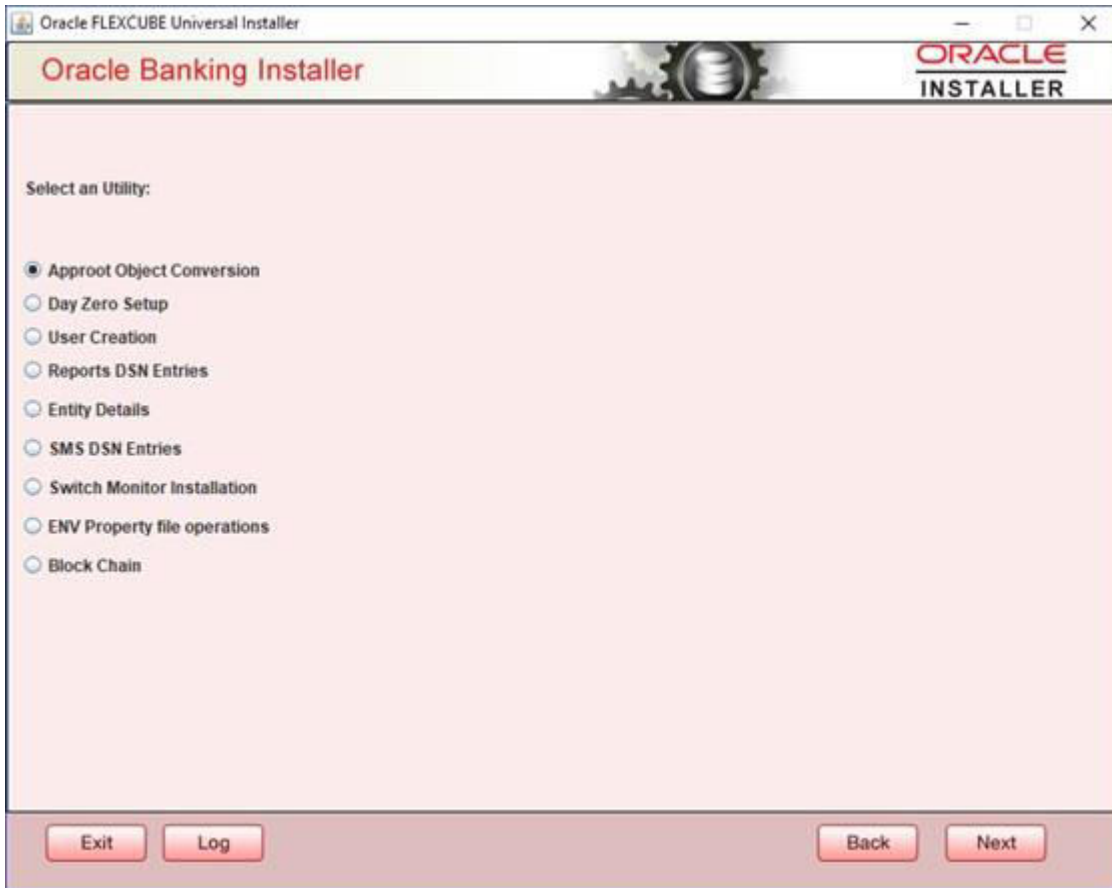 Oracle FLEXCUBE Universal Installer
Oracle Banking Installer
ORACLE
INSTALLER
Select an Utility:
Approot Object Conversion
Day Zero Setup
User Creation
Reports DSN Entries
Entity Details
SMS DSN Entries
Switch Monitor Installation
ENV Property file operations
Block Chain
Exit Log Back Next